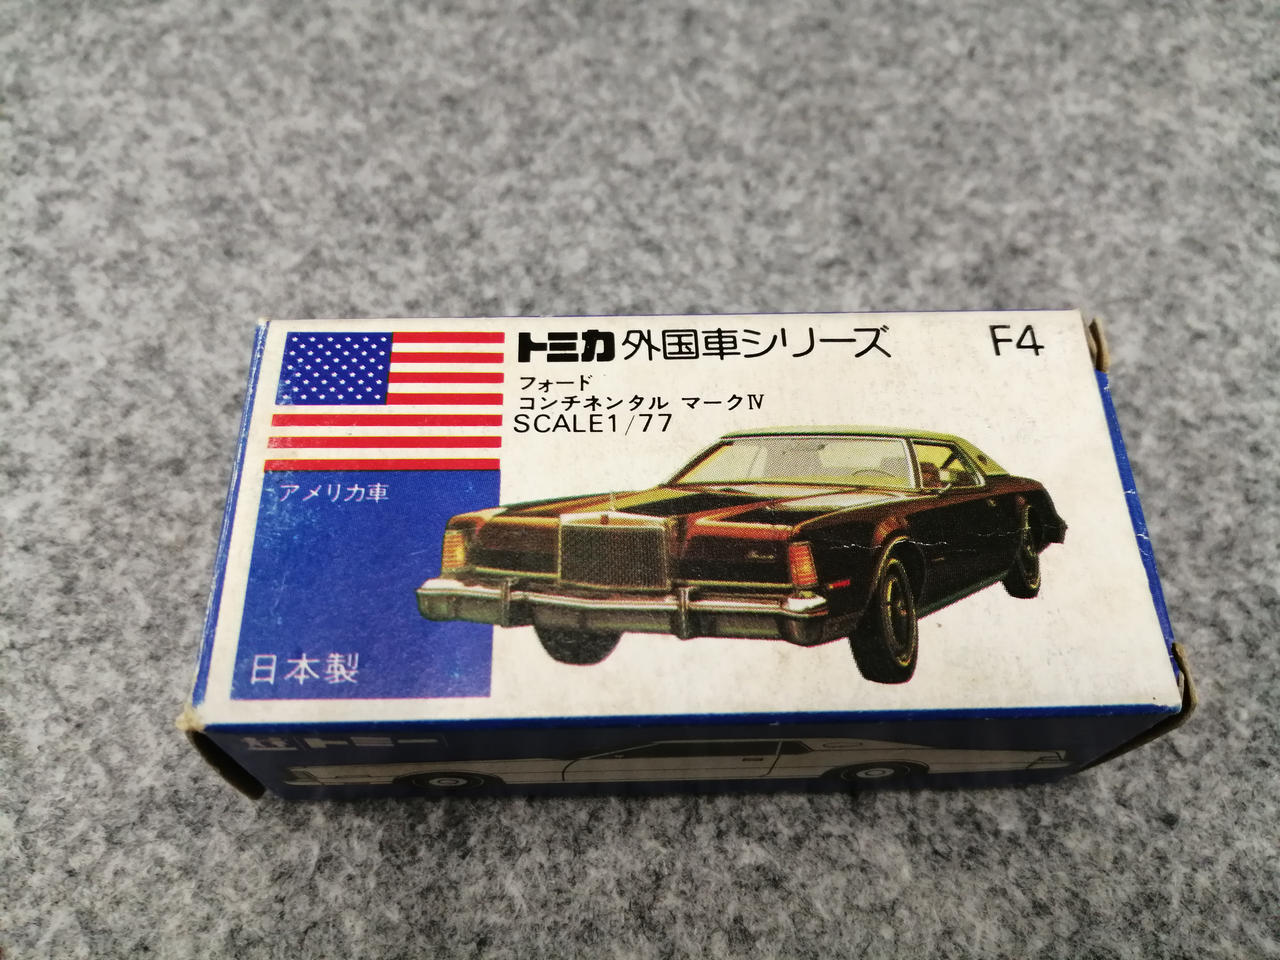 トミカ 外国車シリーズ F4
フォード
コンチネンタル マークⅣ
SCALE1/77
アメリカ車
日本製
トミー